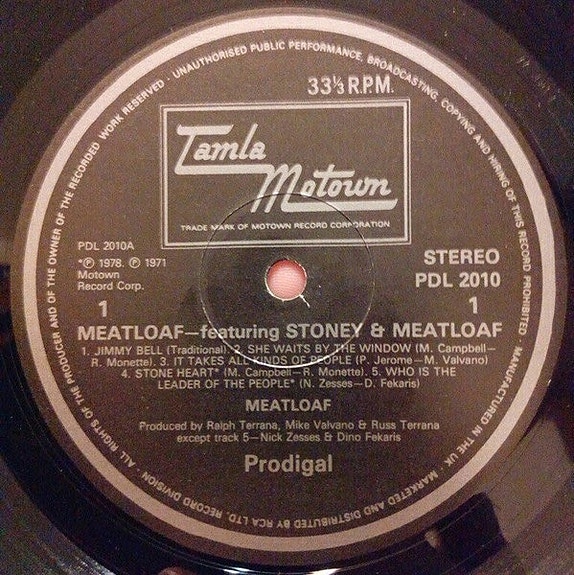 ALL RIGHTS OF THE PRODUCER AND OF THE OWNER OF THE RECORDED WORK RESERVED · UNAUTHORISED PUBLIC PERFORMANCE, BROADCASTING, COPYING AND HIRING OF THIS RECORD PROHIBITED · MANUFACTURED IN THE UK · MARKETED AND DISTRIBUTED BY RCA LTD. RECORD DIVISION ·
33⅓ R.P.M.
Tamla
Motown
TRADE MARK OF MOTOWN RECORD CORPORATION
PDL 2010A
*℗ 1978. ℗ 1971
Motown
Record Corp.
1
STEREO
PDL 2010
1
MEATLOAF—featuring STONEY & MEATLOAF
1. JIMMY BELL (Traditional). 2. SHE WAITS BY THE WINDOW (M. Campbell—
R. Monette). 3. IT TAKES ALL KINDS OF PEOPLE (P. Jerome—M. Valvano)
4. STONE HEART* (M. Campbell—R. Monette). 5. WHO IS THE
LEADER OF THE PEOPLE* (N. Zesses—D. Fekaris)
MEATLOAF
Produced by Ralph Terrana, Mike Valvano & Russ Terrana
except track 5—Nick Zesses & Dino Fekaris
Prodigal